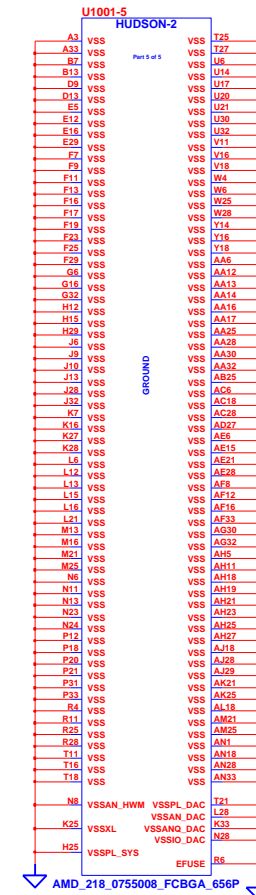 U1001-5
HUDSON-2
Part 5 of 5
GROUND
A3 VSS VSS T25
A33 VSS VSS T27
B7 VSS VSS U6
B13 VSS VSS U14
D9 VSS VSS U17
D13 VSS VSS U20
E5 VSS VSS U21
E12 VSS VSS U30
E16 VSS VSS U32
E29 VSS VSS V11
F7 VSS VSS V16
F9 VSS VSS V18
F11 VSS VSS W4
F13 VSS VSS W6
F16 VSS VSS W25
F17 VSS VSS W28
F19 VSS VSS Y14
F23 VSS VSS Y16
F25 VSS VSS Y18
F29 VSS VSS AA6
G6 VSS VSS AA12
G16 VSS VSS AA13
G32 VSS VSS AA14
H12 VSS VSS AA16
H15 VSS VSS AA17
H29 VSS VSS AA25
J6 VSS VSS AA28
J9 VSS VSS AA30
J10 VSS VSS AA32
J13 VSS VSS AB25
J28 VSS VSS AC6
J32 VSS VSS AC18
K7 VSS VSS AC28
K16 VSS VSS AD27
K27 VSS VSS AE6
K28 VSS VSS AE15
L6 VSS VSS AE21
L12 VSS VSS AE28
L13 VSS VSS AF8
L15 VSS VSS AF12
L16 VSS VSS AF16
L21 VSS VSS AF33
M13 VSS VSS AG30
M16 VSS VSS AG32
M21 VSS VSS AH5
M25 VSS VSS AH11
N6 VSS VSS AH18
N11 VSS VSS AH19
N13 VSS VSS AH21
N23 VSS VSS AH23
N24 VSS VSS AH25
P12 VSS VSS AH27
P18 VSS VSS AJ18
P20 VSS VSS AJ28
P21 VSS VSS AJ29
P31 VSS VSS AK21
P33 VSS VSS AK25
R4 VSS VSS AL18
R11 VSS VSS AM21
R25 VSS VSS AM25
R28 VSS VSS AN1
T11 VSS VSS AN18
T16 VSS VSS AN28
T18 VSS VSS AN33
N8 VSSAN_HWM VSSPL_DAC T21
VSSAN_DAC L28
K25 VSSXL VSSANQ_DAC K33
VSSIO_DAC N28
H25 VSSPL_SYS
EFUSE R6
AMD_218_0755008_FCBGA_656P